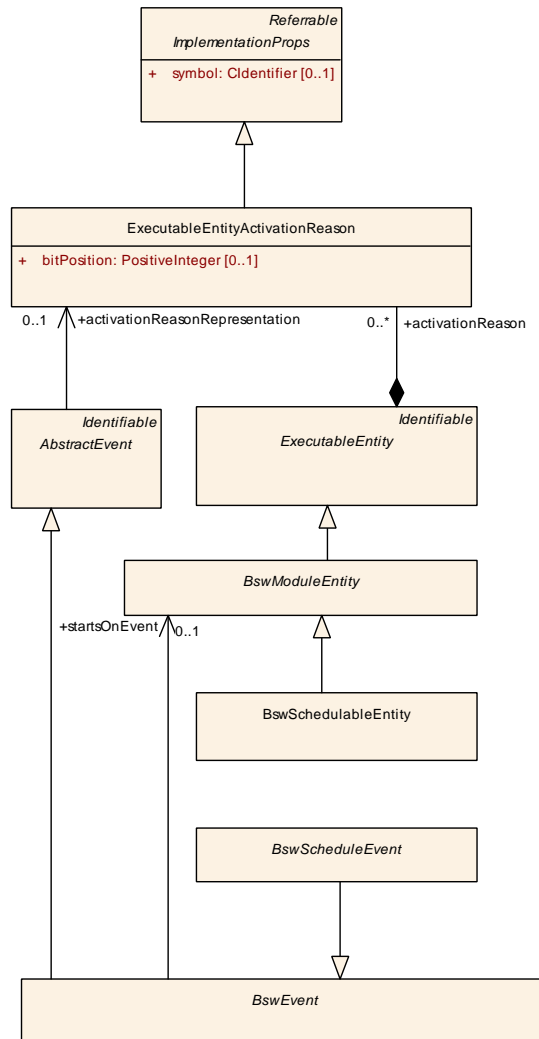 Referrable
ImplementationProps
+ symbol: CIdentifier [0..1]
ExecutableEntityActivationReason
+ bitPosition: PositiveInteger [0..1]
0..1
+activationReasonRepresentation
0..*
+activationReason
Identifiable
AbstractEvent
Identifiable
ExecutableEntity
BswModuleEntity
+startsOnEvent
0..1
BswSchedulableEntity
BswScheduleEvent
BswEvent